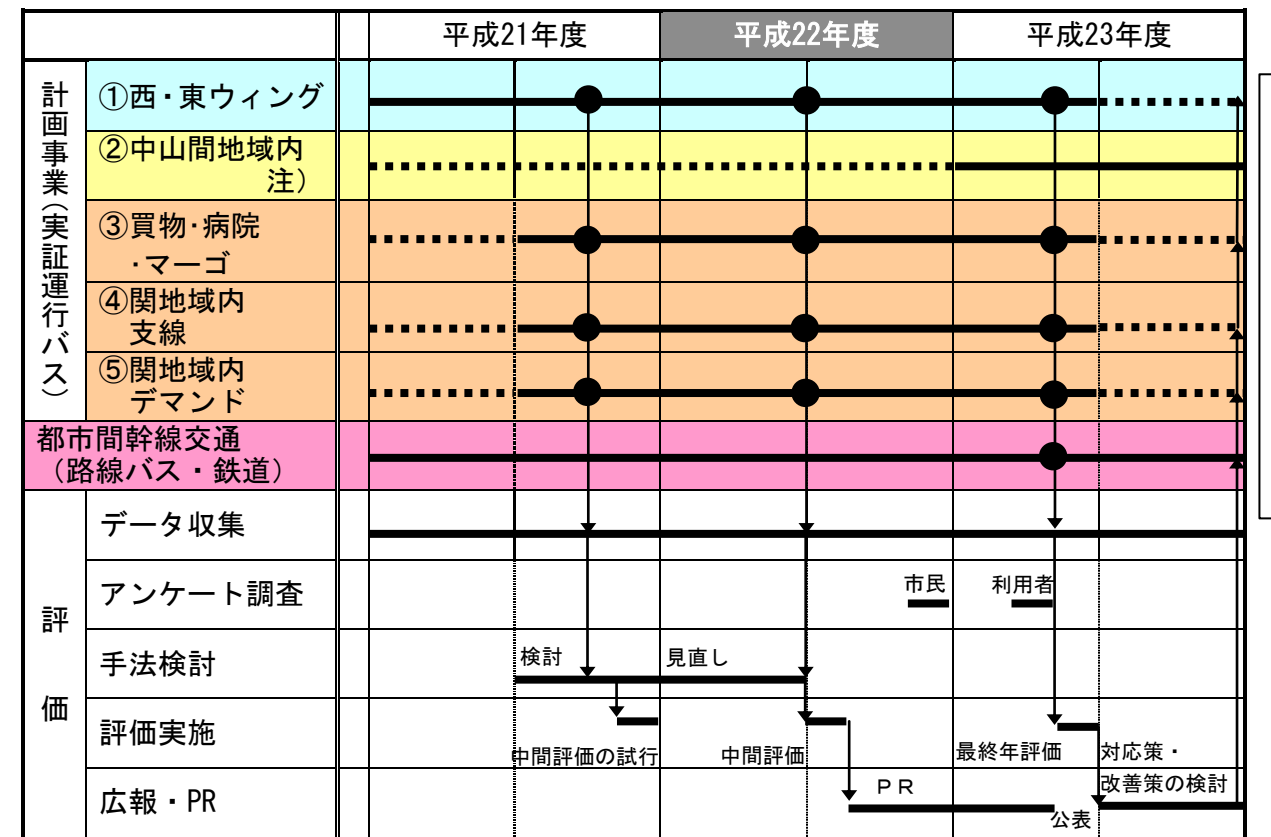 平成21年度 平成22年度 平成23年度
計画事業（実証運行バス）
①西・東ウィング
②中山間地域内
注）
③買物・病院
・マーゴ
④関地域内
支線
⑤関地域内
デマンド
都市間幹線交通
（路線バス・鉄道）
評価
データ収集
アンケート調査
市民 利用者
手法検討
検討 見直し
評価実施
中間評価の試行 中間評価 最終年評価 対応策・
改善策の検討
広報・PR
ＰＲ
公表